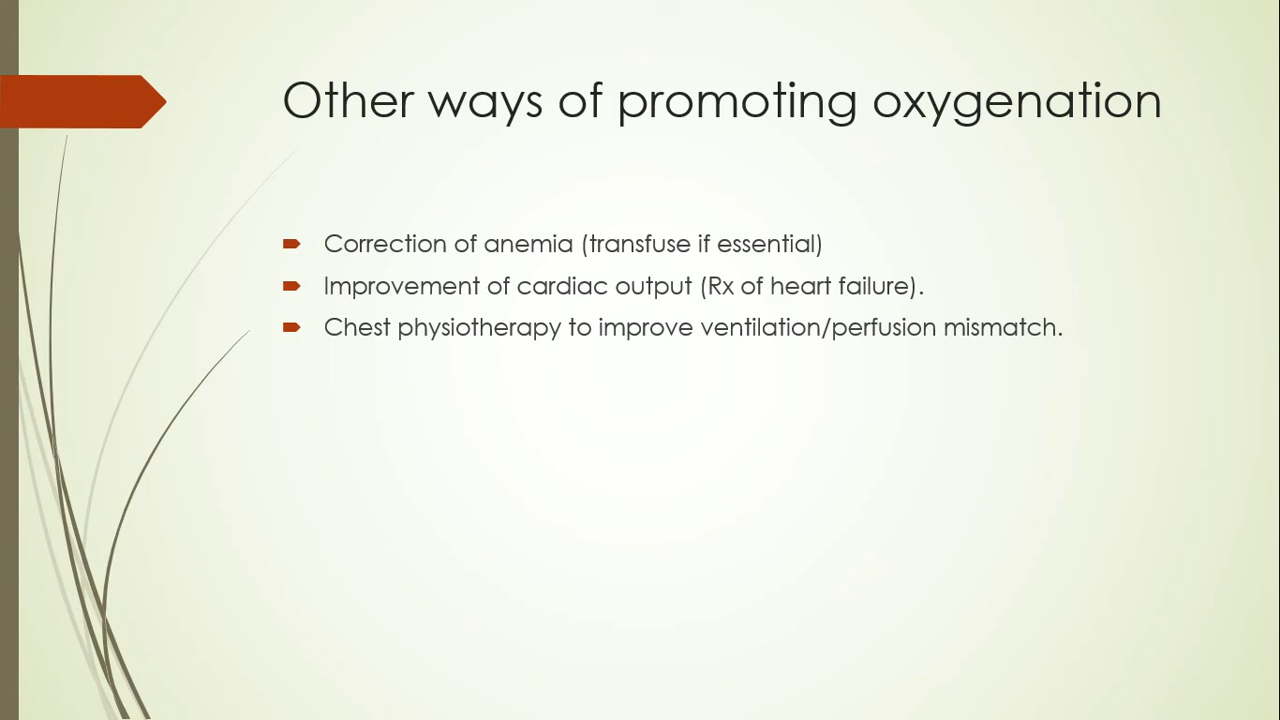 Other ways of promoting oxygenation
Correction of anemia (transfuse if essential)
Improvement of cardiac output (Rx of heart failure).
Chest physiotherapy to improve ventilation/perfusion mismatch.